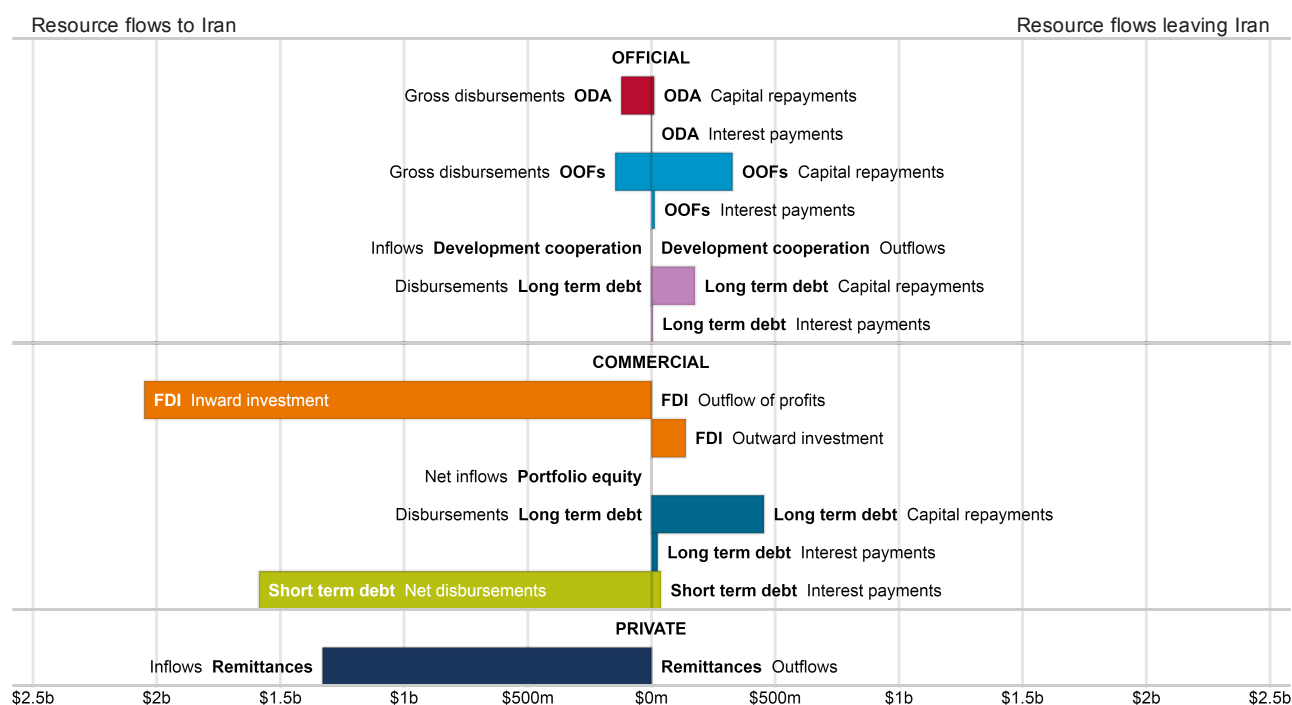 Resource flows to Iran Resource flows leaving Iran
OFFICIAL
Gross disbursements ODA ODA Capital repayments
ODA Interest payments
Gross disbursements OOFs OOFs Capital repayments
OOFs Interest payments
Inflows Development cooperation Development cooperation Outflows
Disbursements Long term debt Long term debt Capital repayments
Long term debt Interest payments
COMMERCIAL
FDI Inward investment FDI Outflow of profits
FDI Outward investment
Net inflows Portfolio equity
Disbursements Long term debt Long term debt Capital repayments
Long term debt Interest payments
Short term debt Net disbursements Short term debt Interest payments
PRIVATE
Inflows Remittances Remittances Outflows
$2.5b $2b $1.5b $1b $500m $0m $500m $1b $1.5b $2b $2.5b